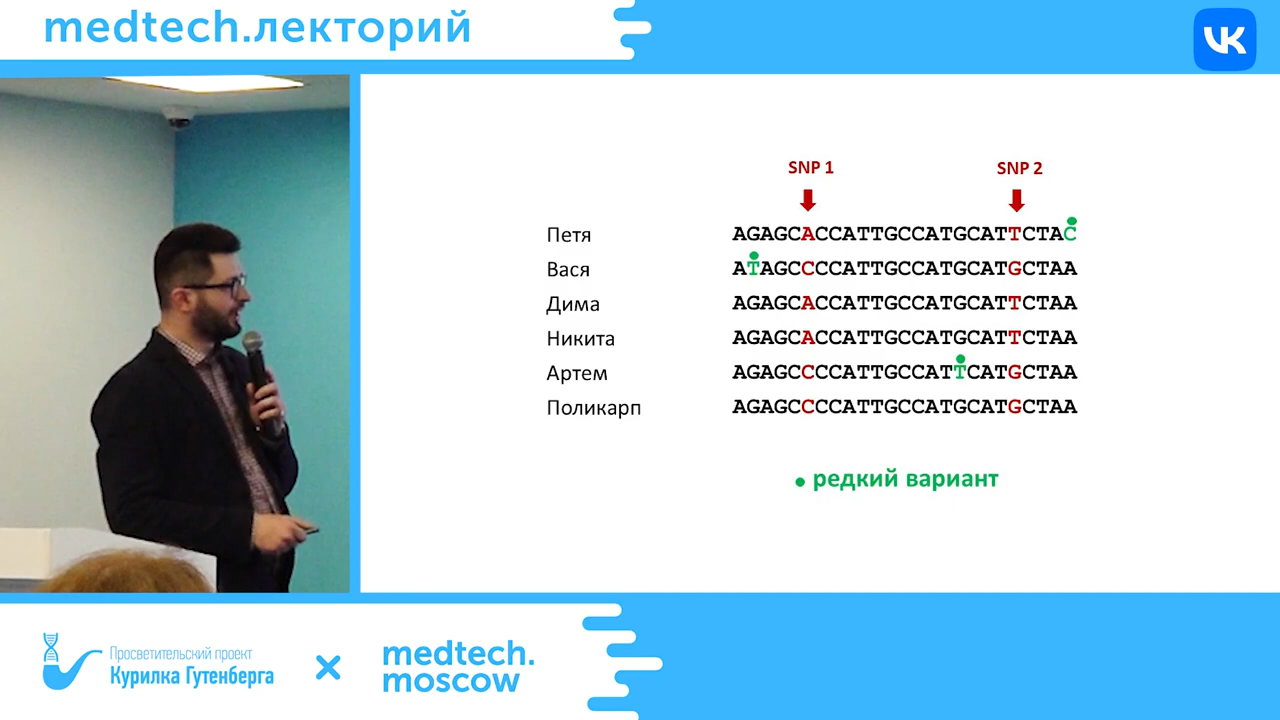 medtech.лекторий
VK
SNP 1 SNP 2
Петя AGAGCACCATTGCCATGCATTCTAC
Вася ATAGCCCCATTGCCATGCATGCTAA
Дима AGAGCACCATTGCCATGCATTCTAA
Никита AGAGCACCATTGCCATGCATTCTAA
Артем AGAGCCCCATTGCCATTCATGCTAA
Поликарп AGAGCCCCATTGCCATGCATGCTAA
• редкий вариант
Просветительский проект
Курилка Гутенберга
×
medtech.
moscow